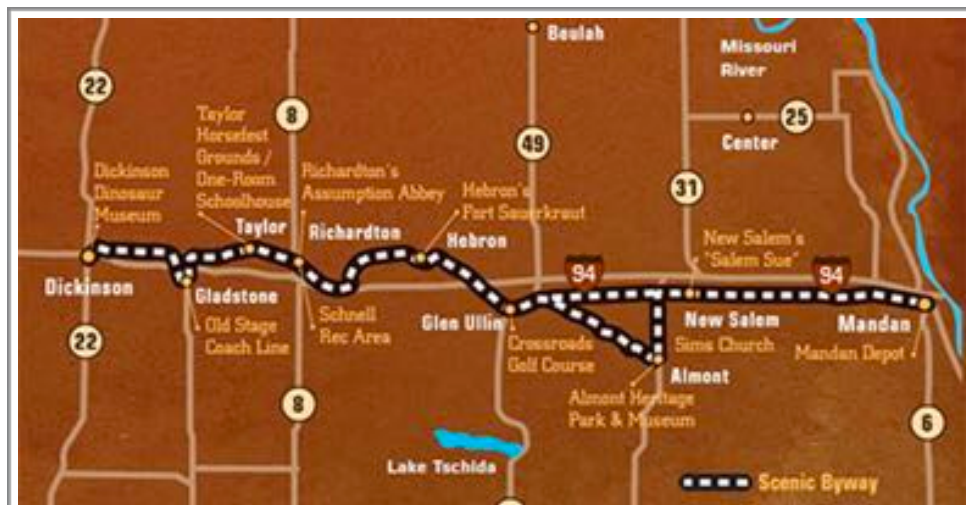 Beulah
Missouri
River
22
8
Taylor
Horsefest
Grounds /
One-Room
Schoolhouse
25
Center
49
Dickinson
Dinosaur
Museum
Richardton's
Assumption Abbey
31
Hebron's
Fort Sauerkraut
Taylor
Richardton
Hebron
New Salem's
"Salem Sue"
94
94
Dickinson
Gladstone
Glen Ullin
New Salem
Mandan
Old Stage
Coach Line
Schnell
Rec Area
Crossroads
Golf Course
Sims Church
Mandan Depot
22
Almont
Almont Heritage
Park & Museum
8
6
Lake Tschida
Scenic Byway